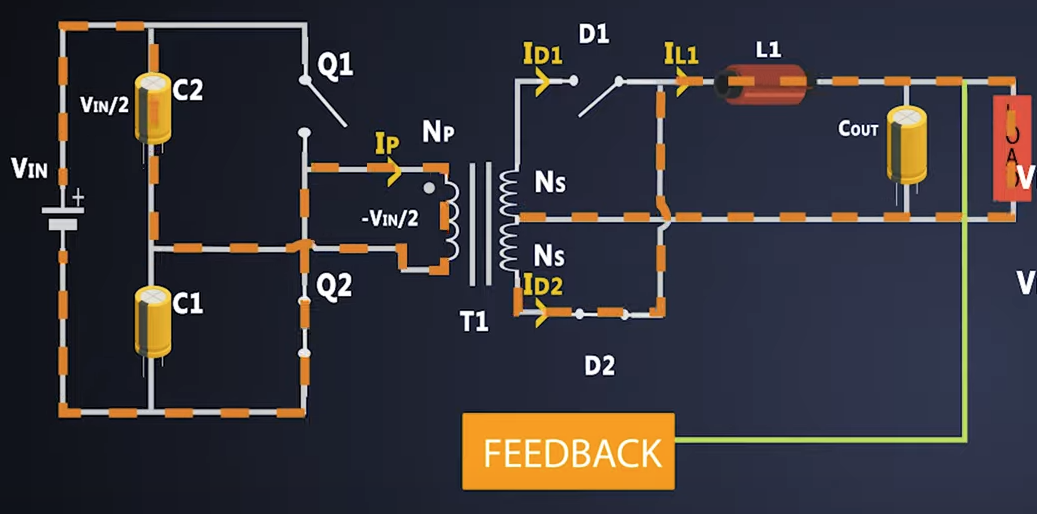 D1
ID1
IL1
L1
Q1
C2
VIN/2
NP
IP
COUT
VIN
+
NS
V
-VIN/2
NS
Q2
ID2
V
C1
T1
D2
FEEDBACK